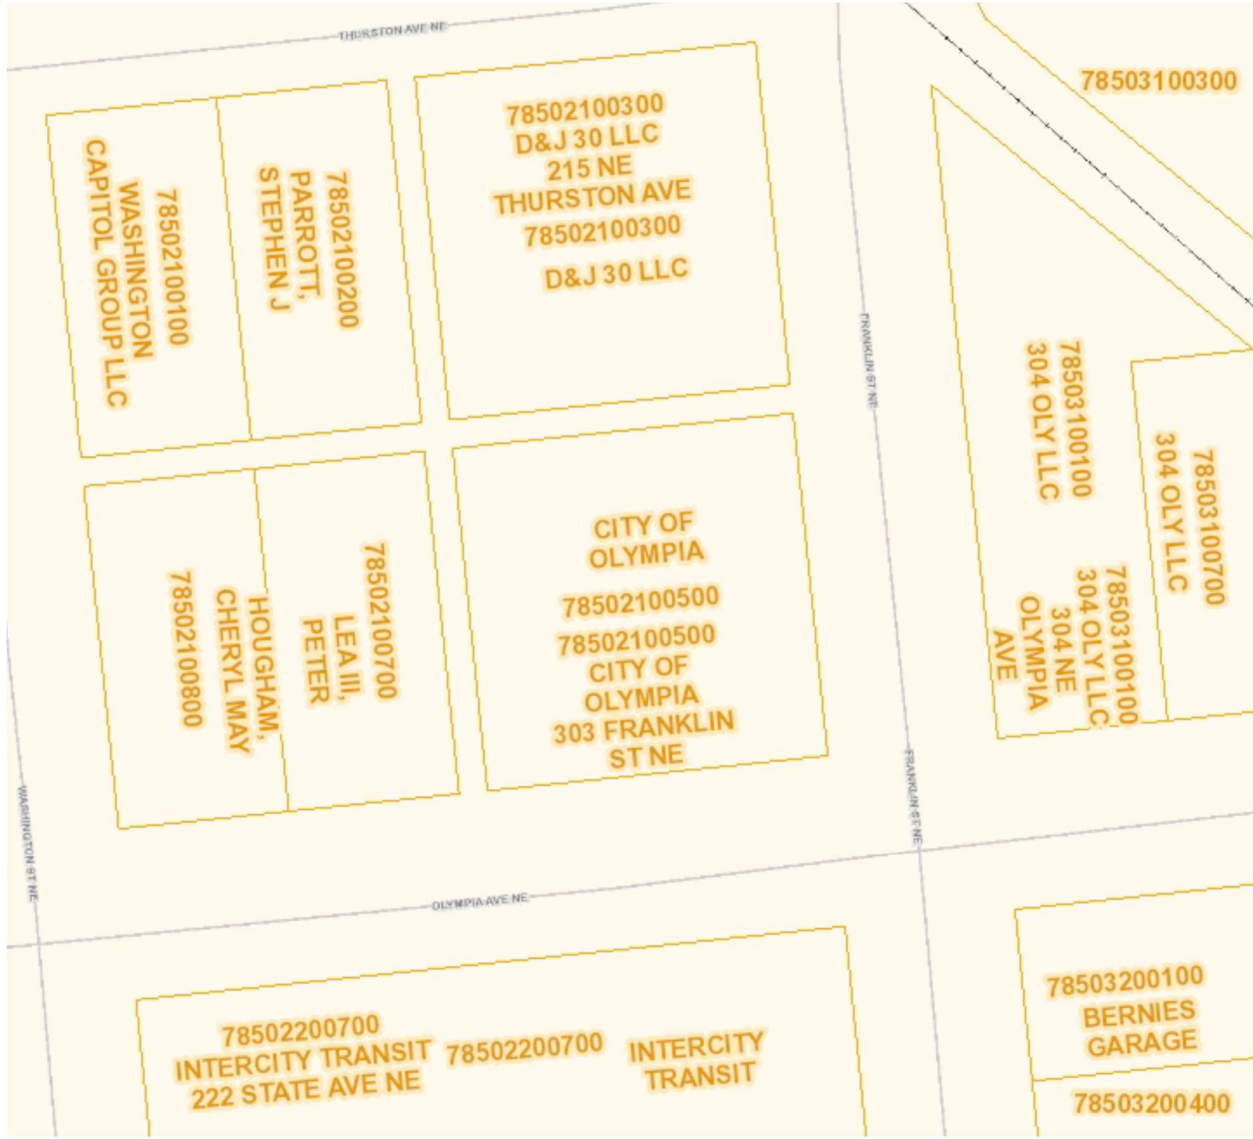 THURSTON AVE NE
78502100100
WASHINGTON
CAPITOL GROUP LLC
78502100200
PARROTT,
STEPHEN J
78502100300
D&J 30 LLC
215 NE
THURSTON AVE
78502100300
D&J 30 LLC
78503100300
FRANKLIN ST NE
78503100100
304 OLY LLC
78503100700
304 OLY LLC
78503100100
304 OLY LLC
304 NE
OLYMPIA
AVE
78502100800
HOUGHAM,
CHERYL MAY
78502100700
LEA III,
PETER
CITY OF
OLYMPIA
78502100500
78502100500
CITY OF
OLYMPIA
303 FRANKLIN
ST NE
WASHINGTON ST NE
FRANKLIN ST NE
OLYMPIA AVE NE
78502200700
INTERCITY TRANSIT
222 STATE AVE NE
78502200700
INTERCITY
TRANSIT
78503200100
BERNIES
GARAGE
78503200400